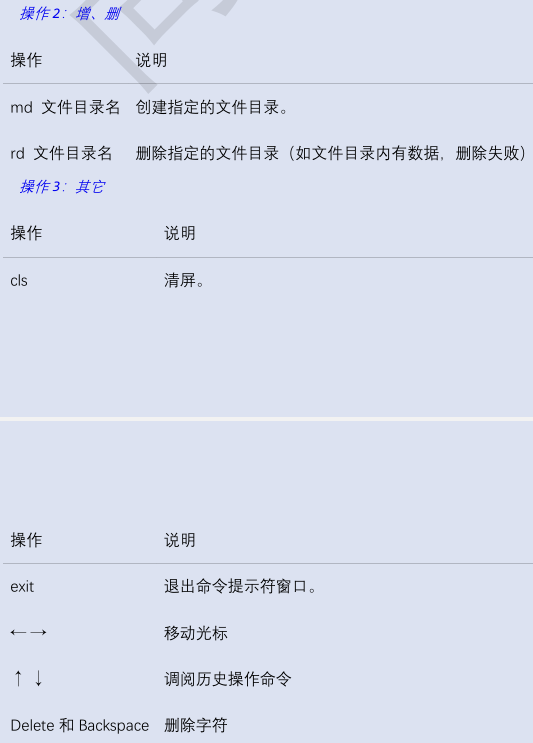 操作2：增、删
操作 说明
md 文件目录名 创建指定的文件目录。
rd 文件目录名 删除指定的文件目录（如文件目录内有数据，删除失败）
操作3：其它
操作 说明
cls 清屏。
操作 说明
exit 退出命令提示符窗口。
←→ 移动光标
↑ ↓ 调阅历史操作命令
Delete 和 Backspace 删除字符